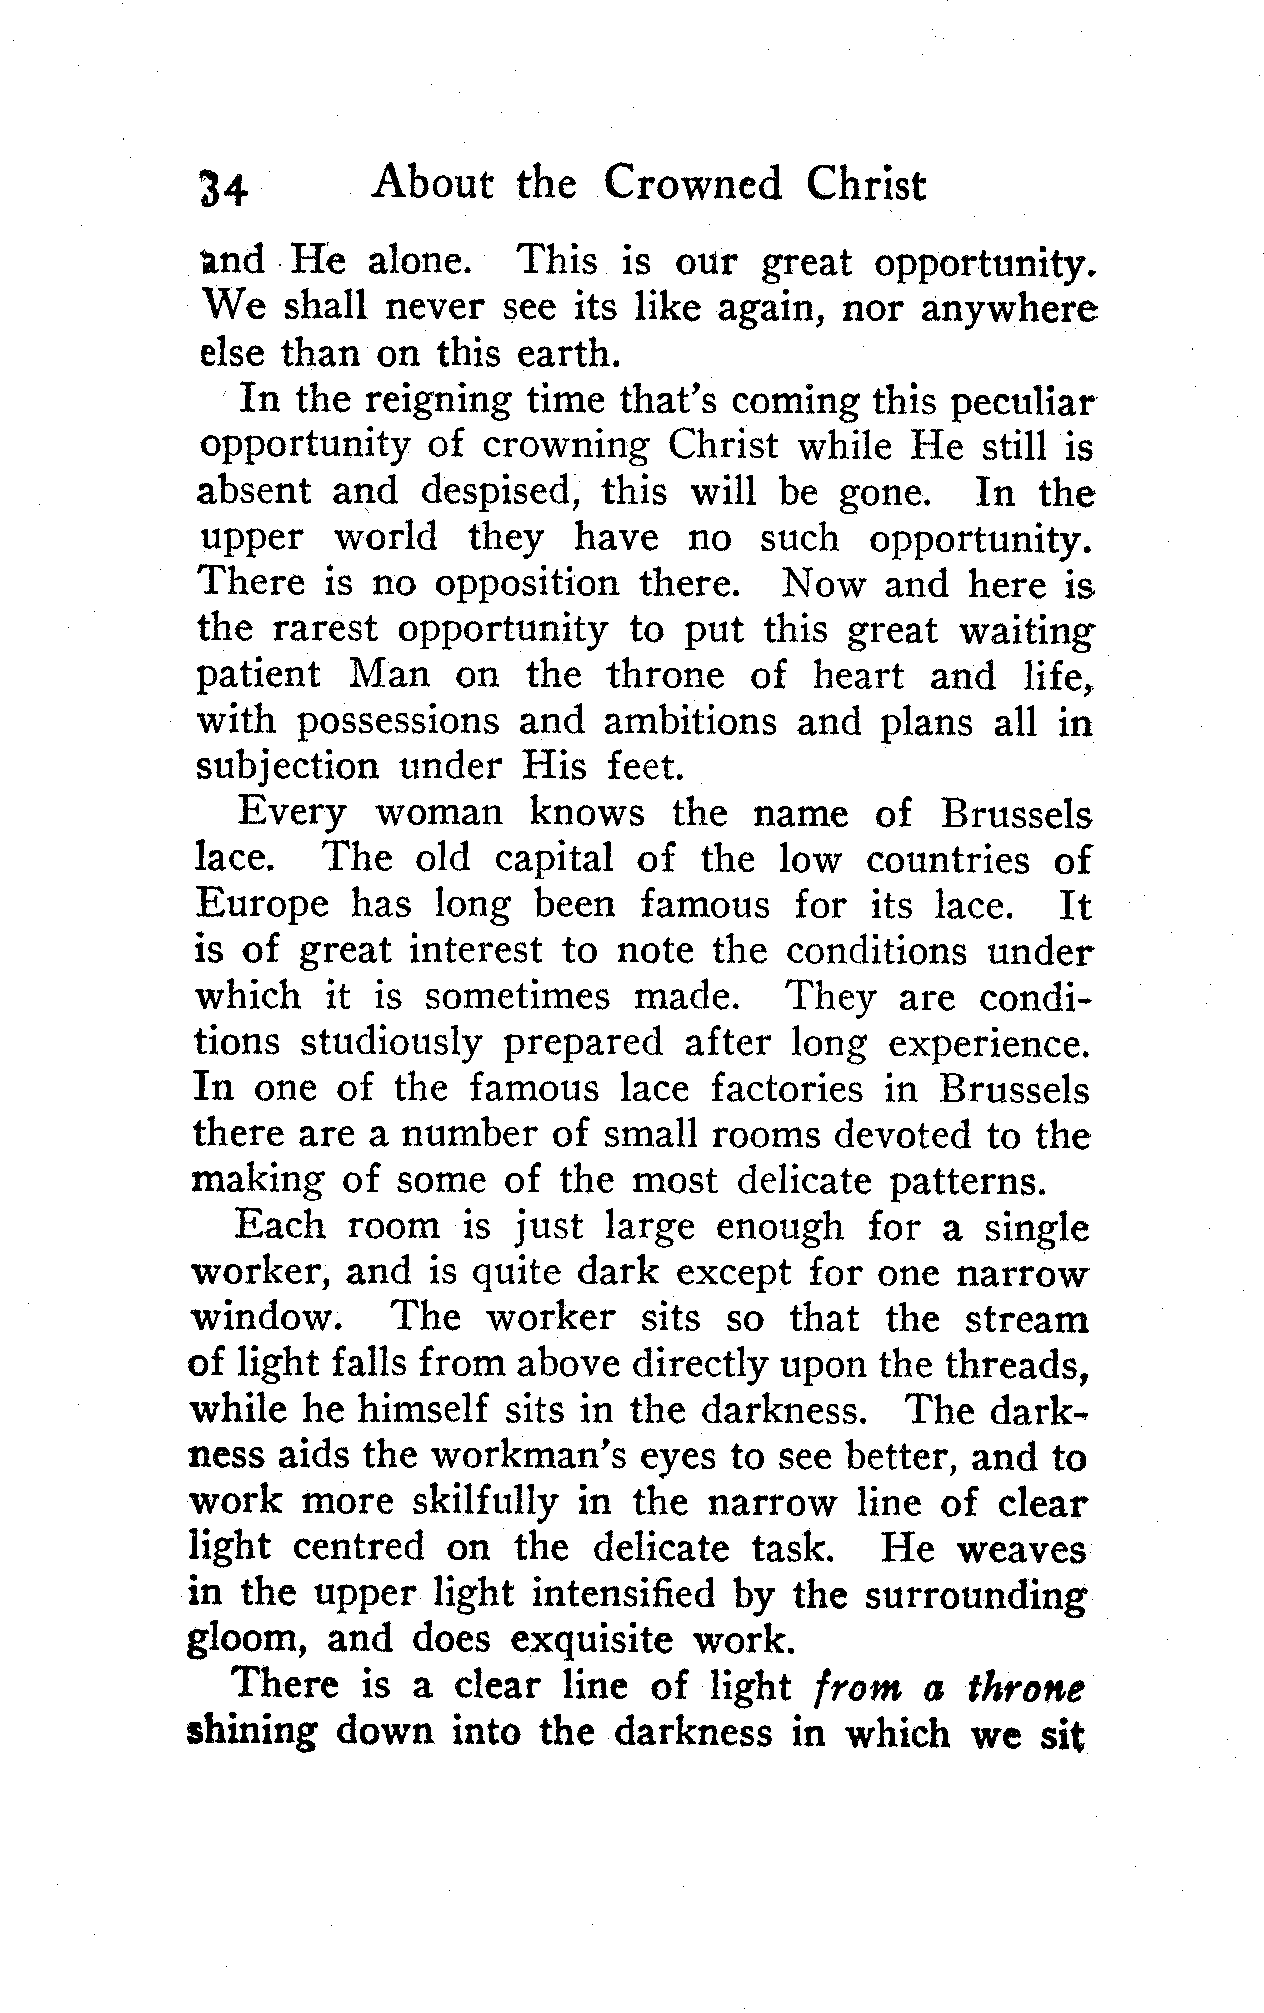 34 About the Crowned Christ
and He alone. This is our great opportunity.
We shall never see its like again, nor anywhere
else than on this earth.
In the reigning time that's coming this peculiar
opportunity of crowning Christ while He still is
absent and despised, this will be gone. In the
upper world they have no such opportunity.
There is no opposition there. Now and here is
the rarest opportunity to put this great waiting
patient Man on the throne of heart and life,
with possessions and ambitions and plans all in
subjection under His feet.
Every woman knows the name of Brussels
lace. The old capital of the low countries of
Europe has long been famous for its lace. It
is of great interest to note the conditions under
which it is sometimes made. They are condi-
tions studiously prepared after long experience.
In one of the famous lace factories in Brussels
there are a number of small rooms devoted to the
making of some of the most delicate patterns.
Each room is just large enough for a single
worker, and is quite dark except for one narrow
window. The worker sits so that the stream
of light falls from above directly upon the threads,
while he himself sits in the darkness. The dark-
ness aids the workman's eyes to see better, and to
work more skilfully in the narrow line of clear
light centred on the delicate task. He weaves
in the upper light intensified by the surrounding
gloom, and does exquisite work.
There is a clear line of light from a throne
shining down into the darkness in which we sit